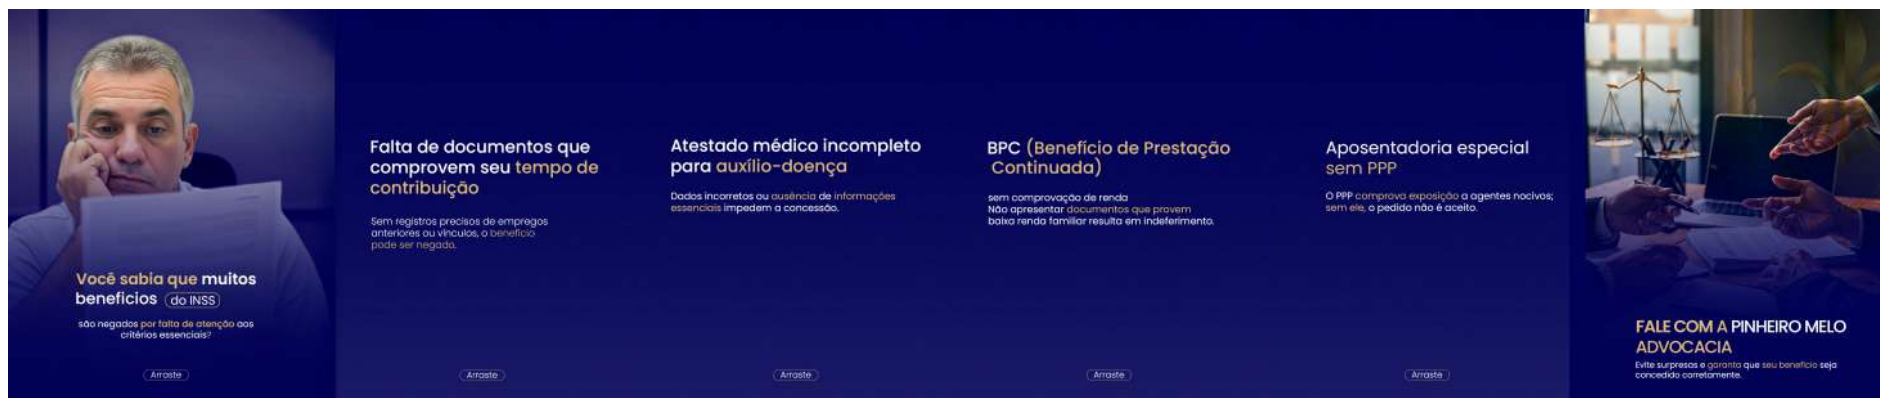 Você sabia que muitos
benefícios do INSS
são negados por falta de atenção aos
critérios essenciais?
Arraste
Falta de documentos que
comprovem seu tempo de
contribuição
Sem registros precisos de empregos
anteriores ou vínculos, o benefício
pode ser negado.
Arraste
Atestado médico incompleto
para auxílio-doença
Dados incorretos ou ausência de informações
essenciais impedem a concessão.
Arraste
BPC (Benefício de Prestação
Continuada)
sem comprovação de renda
Não apresentar documentos que provem
baixa renda familiar resulta em indeferimento.
Arraste
Aposentadoria especial
sem PPP
O PPP comprova exposição a agentes nocivos;
sem ele, o pedido não é aceito.
Arraste
FALE COM A PINHEIRO MELO
ADVOCACIA
Evite surpresas e garanta que seu benefício seja
concedido corretamente.